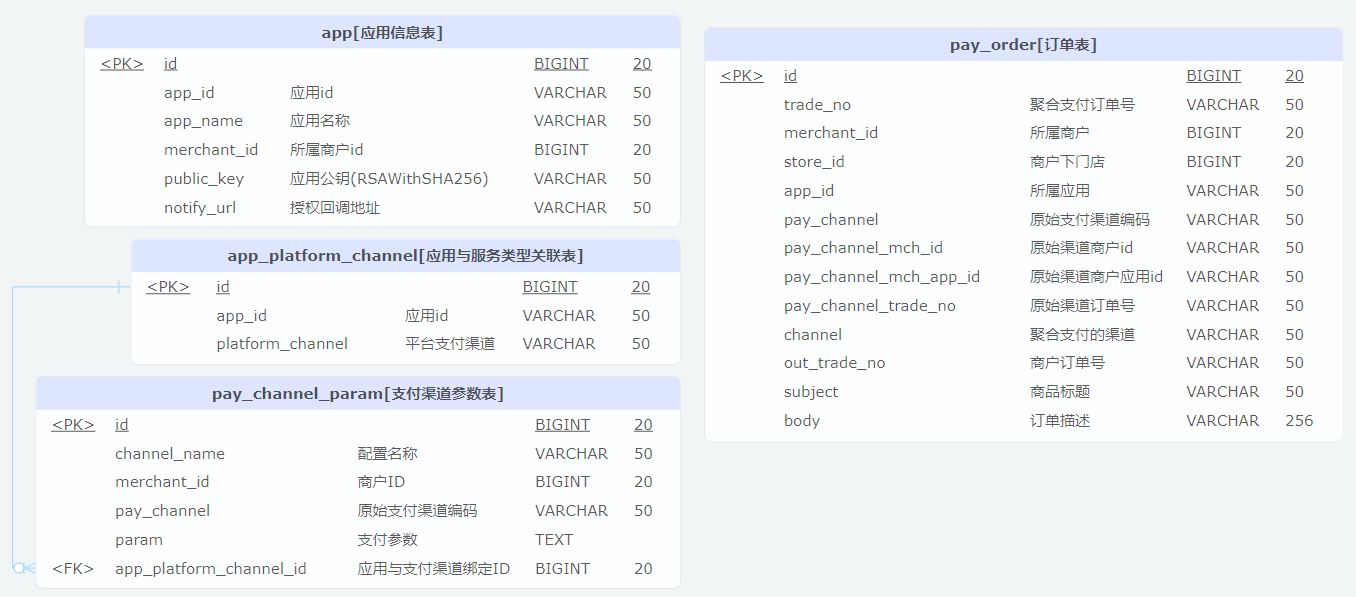 app[应用信息表]
<PK> id BIGINT 20
app_id 应用id VARCHAR 50
app_name 应用名称 VARCHAR 50
merchant_id 所属商户id BIGINT 20
public_key 应用公钥(RSAWithSHA256) VARCHAR 50
notify_url 授权回调地址 VARCHAR 50
app_platform_channel[应用与服务类型关联表]
<PK> id BIGINT 20
app_id 应用id VARCHAR 50
platform_channel 平台支付渠道 VARCHAR 50
pay_channel_param[支付渠道参数表]
<PK> id BIGINT 20
channel_name 配置名称 VARCHAR 50
merchant_id 商户ID BIGINT 20
pay_channel 原始支付渠道编码 VARCHAR 50
param 支付参数 TEXT
<FK> app_platform_channel_id 应用与支付渠道绑定ID BIGINT 20
pay_order[订单表]
<PK> id BIGINT 20
trade_no 聚合支付订单号 VARCHAR 50
merchant_id 所属商户 BIGINT 20
store_id 商户下门店 BIGINT 20
app_id 所属应用 VARCHAR 50
pay_channel 原始支付渠道编码 VARCHAR 50
pay_channel_mch_id 原始渠道商户id VARCHAR 50
pay_channel_mch_app_id 原始渠道商户应用id VARCHAR 50
pay_channel_trade_no 原始渠道订单号 VARCHAR 50
channel 聚合支付的渠道 VARCHAR 50
out_trade_no 商户订单号 VARCHAR 50
subject 商品标题 VARCHAR 50
body 订单描述 VARCHAR 256